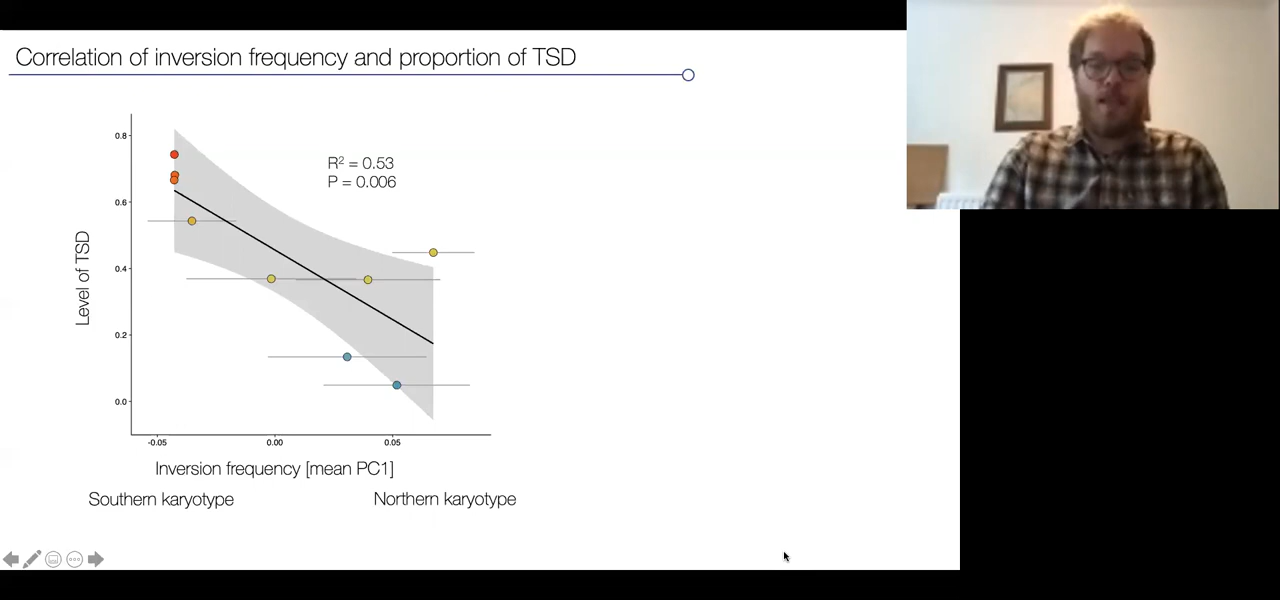 Correlation of inversion frequency and proportion of TSD
R² = 0.53
P = 0.006
Level of TSD
0.8
0.6
0.4
0.2
0.0
-0.05 0.00 0.05
Inversion frequency [mean PC1]
Southern karyotype Northern karyotype